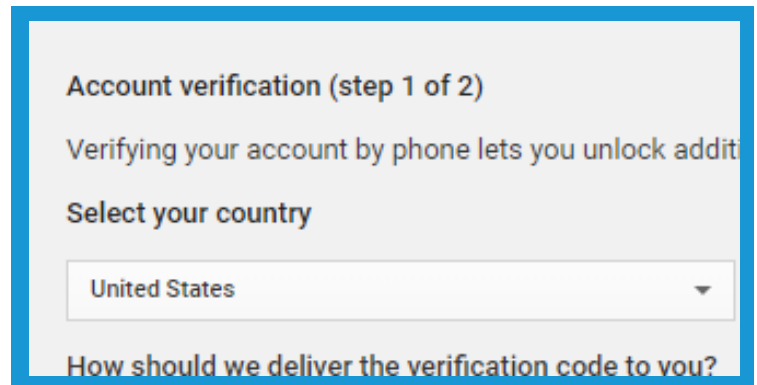 Account verification (step 1 of 2)
Verifying your account by phone lets you unlock
Select your country
United States
How should we deliver the verification code to you?